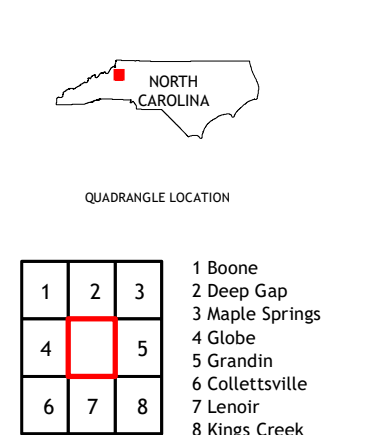 NORTH
CAROLINA
QUADRANGLE LOCATION
1 2 3
4 5
6 7 8
1 Boone
2 Deep Gap
3 Maple Springs
4 Globe
5 Grandin
6 Collettsville
7 Lenoir
8 Kings Creek